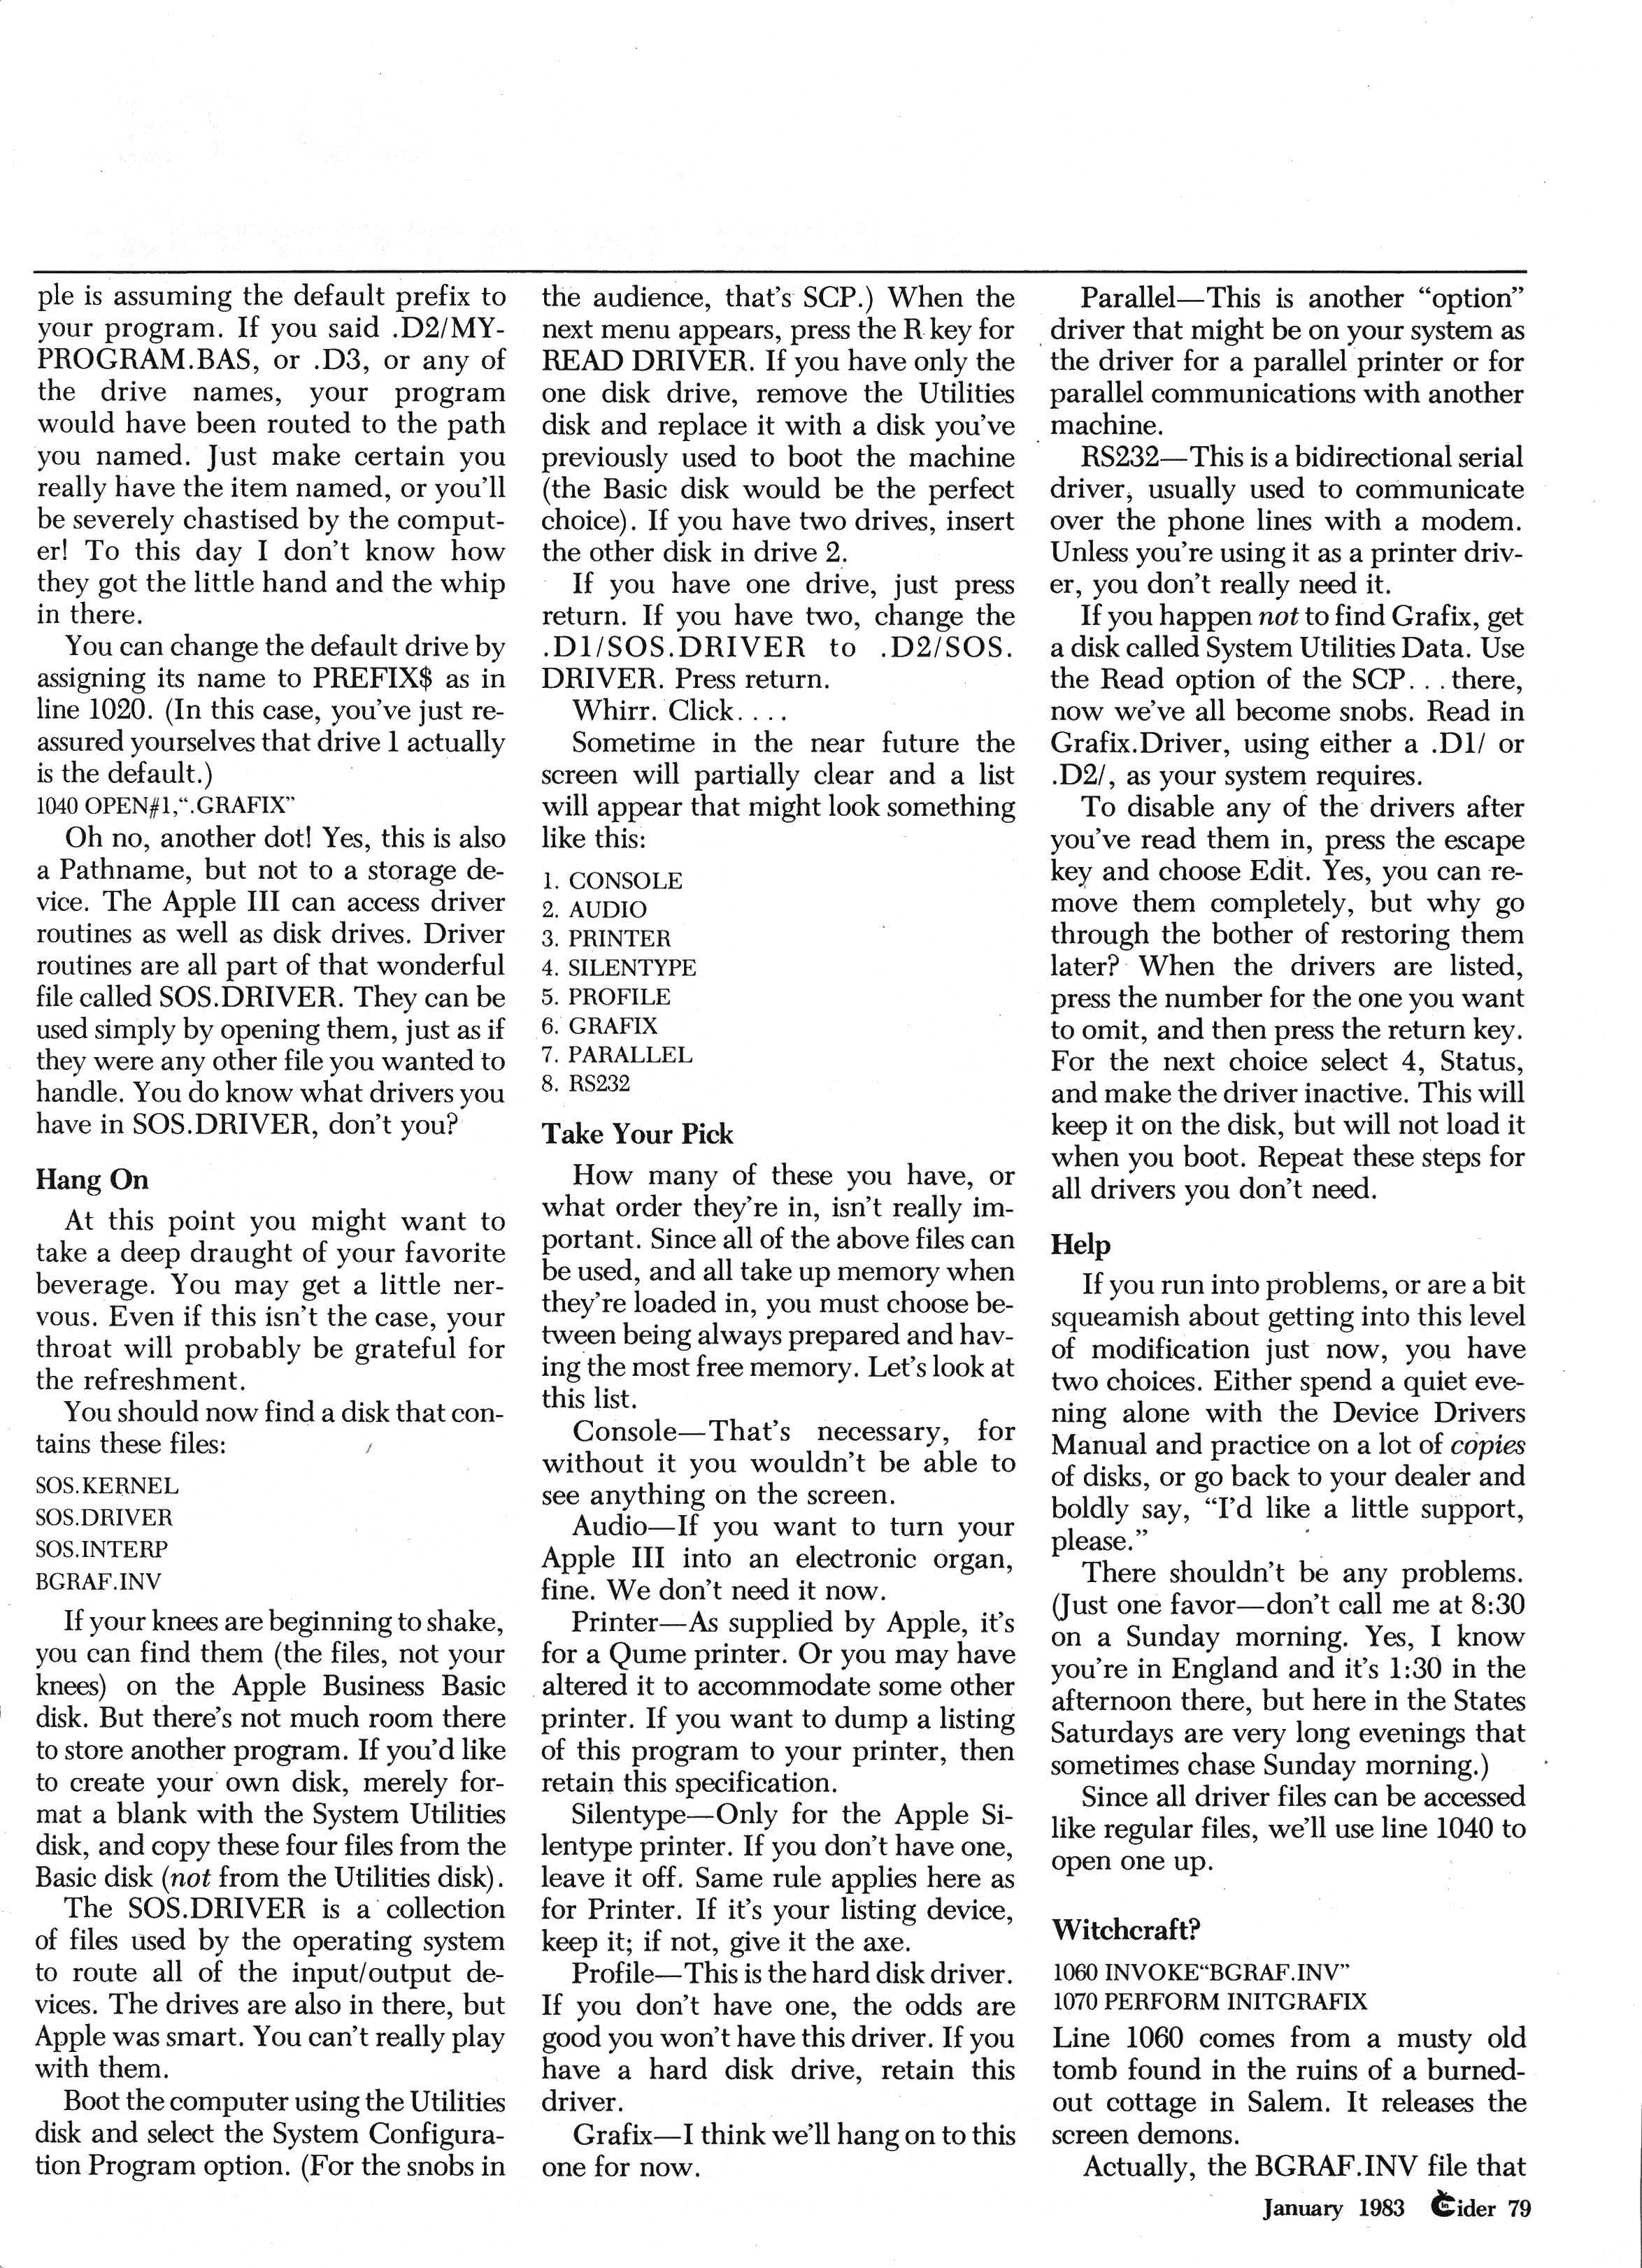 ple is assuming the default prefix to
your program. If you said .D2/MY-
PROGRAM.BAS, or .D3, or any of
the drive names, your program
would have been routed to the path
you named. Just make certain you
really have the item named, or you'll
be severely chastised by the comput-
er! To this day I don't know how
they got the little hand and the whip
in there.
You can change the default drive by
assigning its name to PREFIX$ as in
line 1020. (In this case, you've just re-
assured yourselves that drive 1 actually
is the default.)
1040 OPEN#1,“.GRAFIX”
Oh no, another dot! Yes, this is also
a Pathname, but not to a storage de-
vice. The Apple III can access driver
routines as well as disk drives. Driver
routines are all part of that wonderful
file called SOS.DRIVER. They can be
used simply by opening them, just as if
they were any other file you wanted to
handle. You do know what drivers you
have in SOS.DRIVER, don't you?
Hang On
At this point you might want to
take a deep draught of your favorite
beverage. You may get a little ner-
vous. Even if this isn't the case, your
throat will probably be grateful for
the refreshment.
You should now find a disk that con-
tains these files:
SOS.KERNEL
SOS.DRIVER
SOS.INTERP
BGRAF.INV
If your knees are beginning to shake,
you can find them (the files, not your
knees) on the Apple Business Basic
disk. But there's not much room there
to store another program. If you'd like
to create your own disk, merely for-
mat a blank with the System Utilities
disk, and copy these four files from the
Basic disk (not from the Utilities disk).
The SOS.DRIVER is a collection
of files used by the operating system
to route all of the input/output de-
vices. The drives are also in there, but
Apple was smart. You can't really play
with them.
Boot the computer using the Utilities
disk and select the System Configura-
tion Program option. (For the snobs in
the audience, that's SCP.) When the
next menu appears, press the R key for
READ DRIVER. If you have only the
one disk drive, remove the Utilities
disk and replace it with a disk you've
previously used to boot the machine
(the Basic disk would be the perfect
choice). If you have two drives, insert
the other disk in drive 2.
If you have one drive, just press
return. If you have two, change the
.D1/SOS.DRIVER to .D2/SOS.
DRIVER. Press return.
Whirr. Click. . . .
Sometime in the near future the
screen will partially clear and a list
will appear that might look something
like this:
1. CONSOLE
2. AUDIO
3. PRINTER
4. SILENTYPE
5. PROFILE
6. GRAFIX
7. PARALLEL
8. RS232
Take Your Pick
How many of these you have, or
what order they're in, isn't really im-
portant. Since all of the above files can
be used, and all take up memory when
they're loaded in, you must choose be-
tween being always prepared and hav-
ing the most free memory. Let's look at
this list.
Console—That's necessary, for
without it you wouldn't be able to
see anything on the screen.
Audio—If you want to turn your
Apple III into an electronic organ,
fine. We don't need it now.
Printer—As supplied by Apple, it's
for a Qume printer. Or you may have
altered it to accommodate some other
printer. If you want to dump a listing
of this program to your printer, then
retain this specification.
Silentype—Only for the Apple Si-
lentype printer. If you don't have one,
leave it off. Same rule applies here as
for Printer. If it's your listing device,
keep it; if not, give it the axe.
Profile—This is the hard disk driver.
If you don't have one, the odds are
good you won't have this driver. If you
have a hard disk drive, retain this
driver.
Grafix—I think we'll hang on to this
one for now.
Parallel—This is another “option”
driver that might be on your system as
the driver for a parallel printer or for
parallel communications with another
machine.
RS232—This is a bidirectional serial
driver, usually used to communicate
over the phone lines with a modem.
Unless you're using it as a printer driv-
er, you don't really need it.
If you happen not to find Grafix, get
a disk called System Utilities Data. Use
the Read option of the SCP. . . there,
now we've all become snobs. Read in
Grafix.Driver, using either a .D1/ or
.D2/, as your system requires.
To disable any of the drivers after
you've read them in, press the escape
key and choose Edit. Yes, you can re-
move them completely, but why go
through the bother of restoring them
later? When the drivers are listed,
press the number for the one you want
to omit, and then press the return key.
For the next choice select 4, Status,
and make the driver inactive. This will
keep it on the disk, but will not load it
when you boot. Repeat these steps for
all drivers you don't need.
Help
If you run into problems, or are a bit
squeamish about getting into this level
of modification just now, you have
two choices. Either spend a quiet eve-
ning alone with the Device Drivers
Manual and practice on a lot of copies
of disks, or go back to your dealer and
boldly say, “I'd like a little support,
please.”
There shouldn't be any problems.
(Just one favor—don't call me at 8:30
on a Sunday morning. Yes, I know
you're in England and it's 1:30 in the
afternoon there, but here in the States
Saturdays are very long evenings that
sometimes chase Sunday morning.)
Since all driver files can be accessed
like regular files, we'll use line 1040 to
open one up.
Witchcraft?
1060 INVOKE“BGRAF.INV”
1070 PERFORM INITGRAFIX
Line 1060 comes from a musty old
tomb found in the ruins of a burned-
out cottage in Salem. It releases the
screen demons.
Actually, the BGRAF.INV file that
January 1983 inCider 79